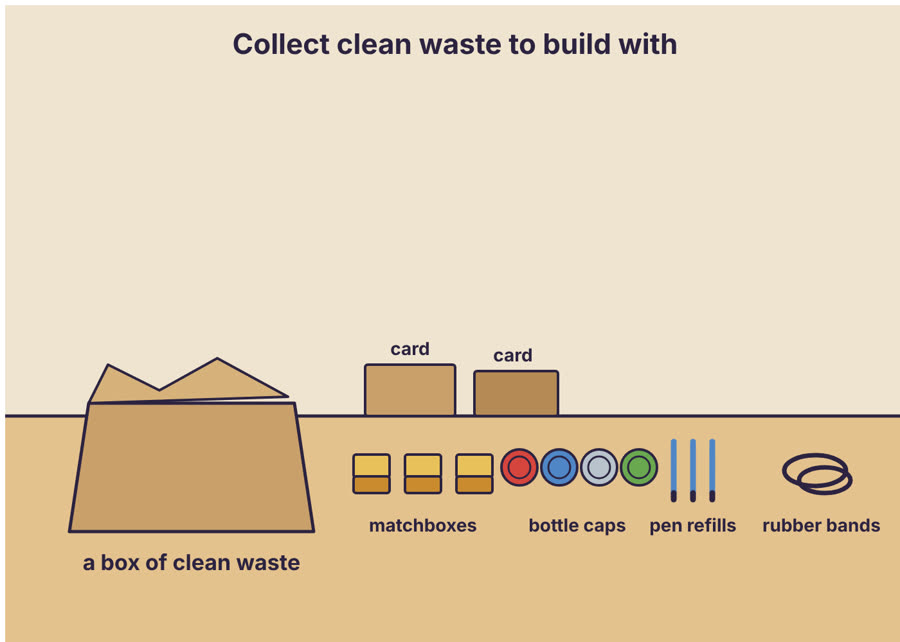 Collect clean waste to build with
card
card
matchboxes
bottle caps
pen refills
rubber bands
a box of clean waste